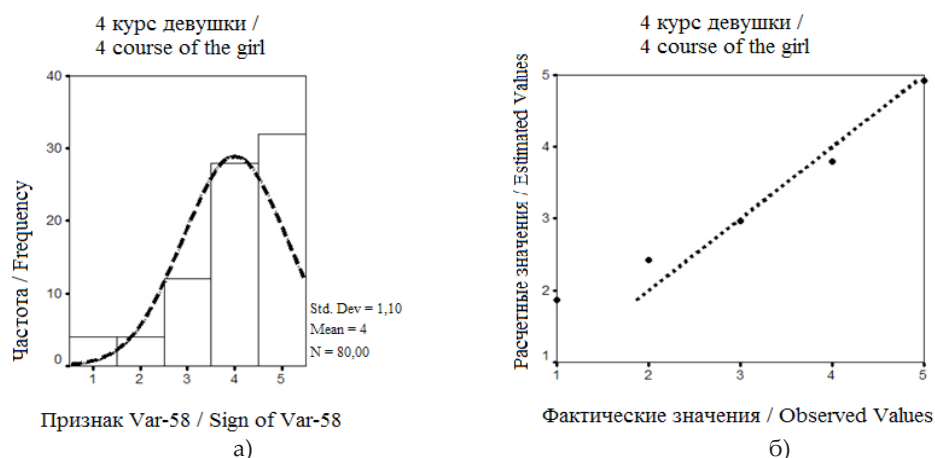 4 курс девушки /
4 course of the girl
Частота / Frequency
40
30
20
10
0
1 2 3 4 5
Std. Dev = 1,10
Mean = 4
N = 80,00
Признак Var-58 / Sign of Var-58
а)
4 курс девушки /
4 course of the girl
Расчетные значения / Estimated Values
5
4
3
2
1
1 2 3 4 5
Фактические значения / Observed Values
б)